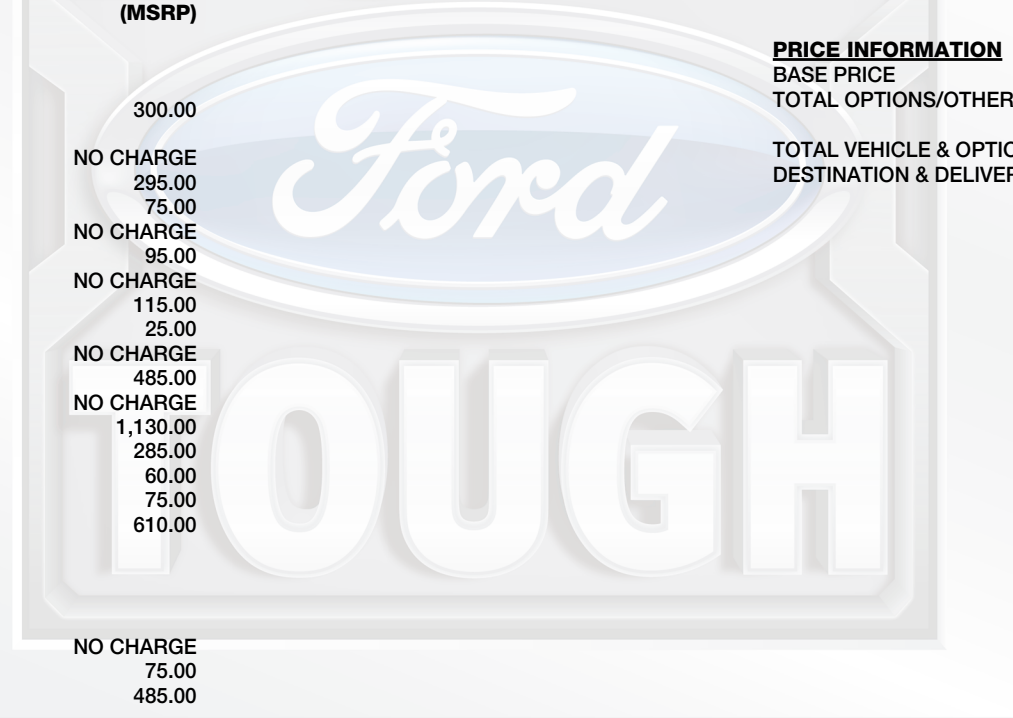 (MSRP)
300.00
NO CHARGE
295.00
75.00
NO CHARGE
95.00
NO CHARGE
115.00
25.00
NO CHARGE
485.00
NO CHARGE
1,130.00
285.00
60.00
75.00
610.00
NO CHARGE
75.00
485.00
PRICE INFORMATION
BASE PRICE
TOTAL OPTIONS/OTHER
TOTAL VEHICLE & OPTIO
DESTINATION & DELIVER
Ford
TOUGH